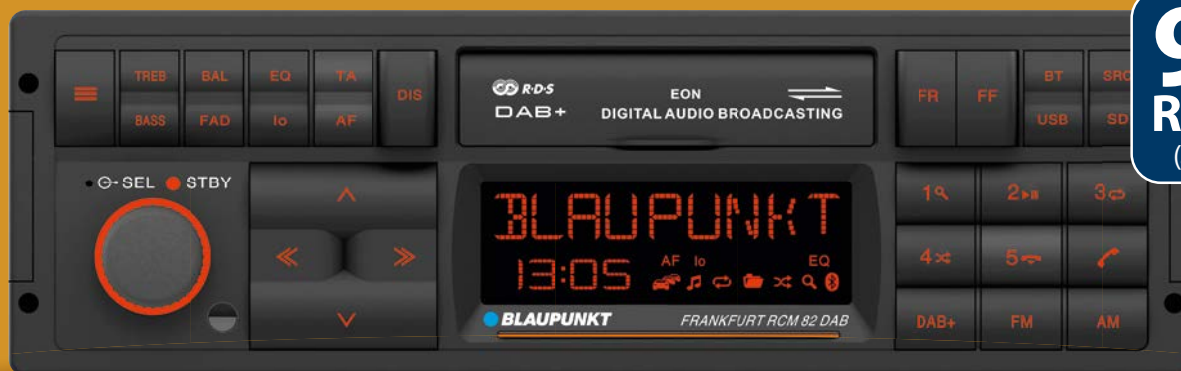 TREB BAL EQ TA
DIS
BASS FAD lo AF
R·D·S
DAB+
EON
DIGITAL AUDIO BROADCASTING
FR FF
BT SRC
USB SD
R
(
SEL STBY
BLAUPUNKT
13:05
AF lo EQ
BLAUPUNKT FRANKFURT RCM 82 DAB
1 2 3
4 5
DAB+ FM AM